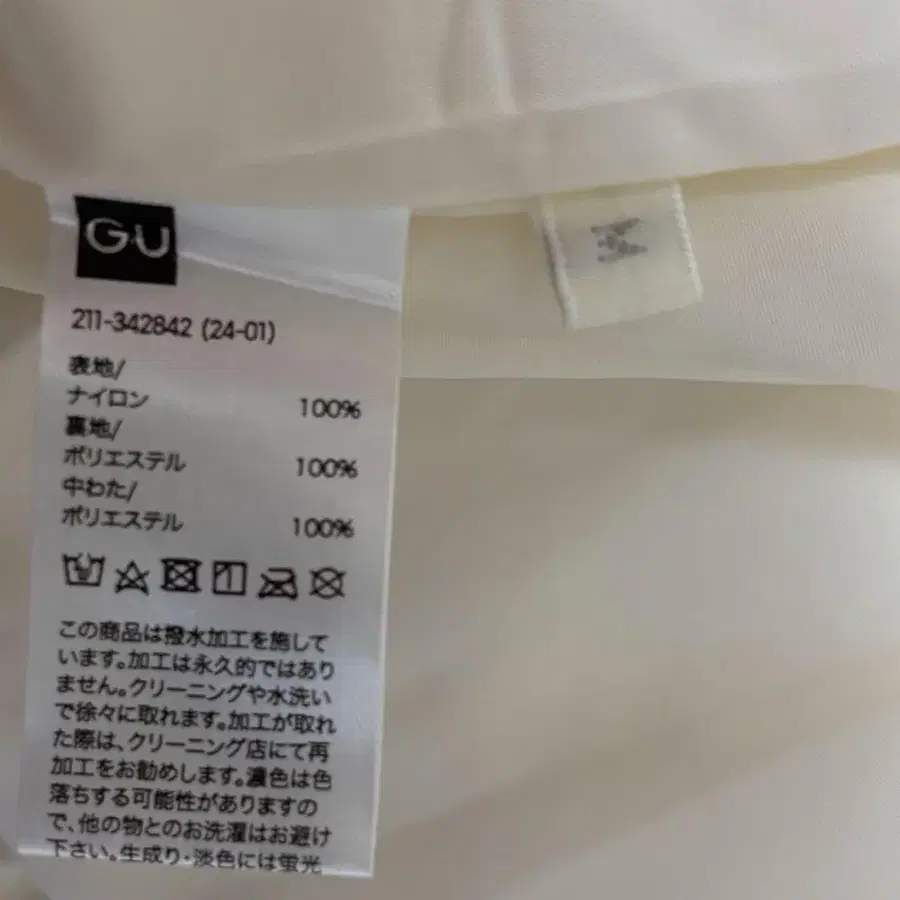 GU
M
211-342842 (24-01)
表地/
ナイロン 100%
裏地/
ポリエステル 100%
中わた/
ポリエステル 100%
この商品は撥水加工を施して
います。加工は永久的ではあり
ません。クリーニングや水洗い
で徐々に取れます。加工が取れ
た際は、クリーニング店にて再
加工をお勧めします。濃色は色
落ちする可能性がありますの
で、他の物とのお洗濯はお避け
下さい。生成り・淡色には蛍光